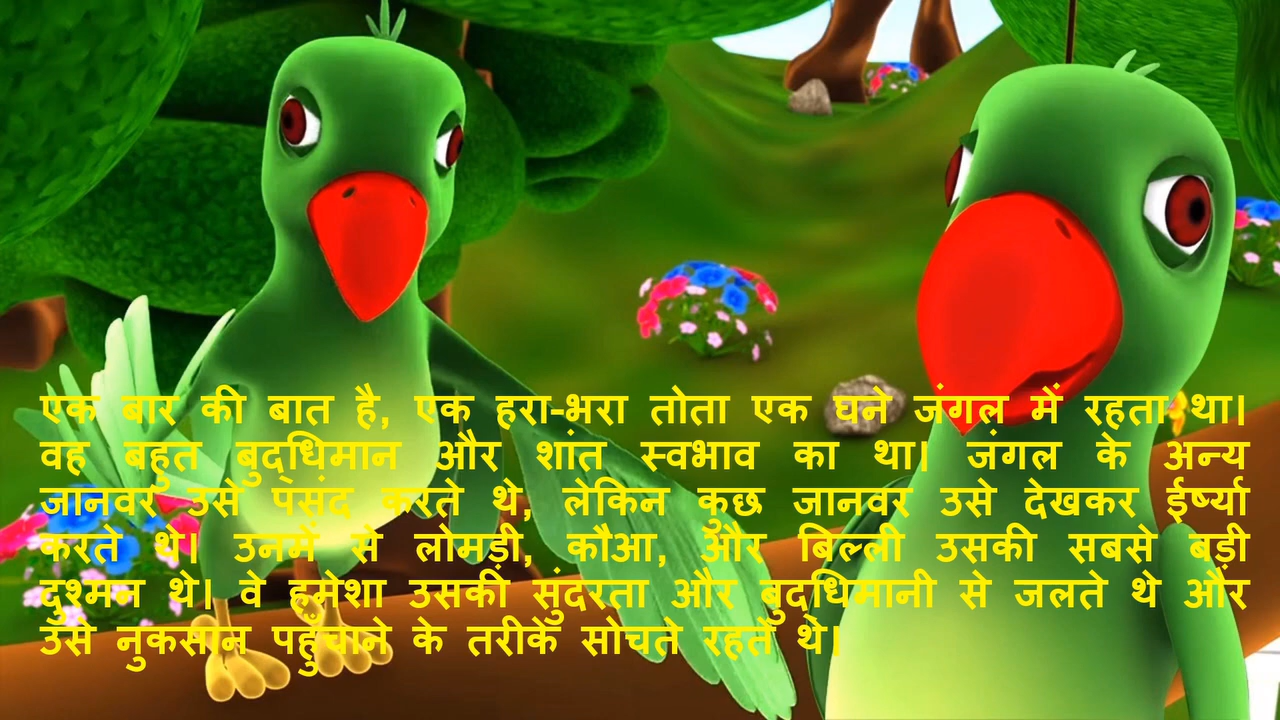 एक बार की बात है, एक हरा-भरा तोता एक घने जंगल में रहता था।
वह बहुत बुद्धिमान और शांत स्वभाव का था। जंगल के अन्य
जानवर उसे पसंद करते थे, लेकिन कुछ जानवर उसे देखकर ईर्ष्या
करते थे। उनमें से लोमड़ी, कौआ, और बिल्ली उसकी सबसे बड़ी
दुश्मन थे। वे हमेशा उसकी सुंदरता और बुद्धिमानी से जलते थे और
उसे नुकसान पहुँचाने के तरीके सोचते रहते थे।